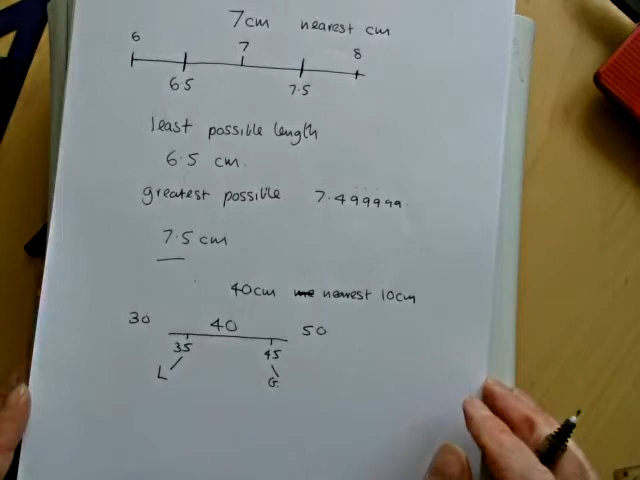 7cm nearest cm
6 7 8
6.5 7.5
least possible length
6.5 cm.
greatest possible 7.499999.
7.5 cm
40cm nearest 10cm
30 40 50
35 45
L G